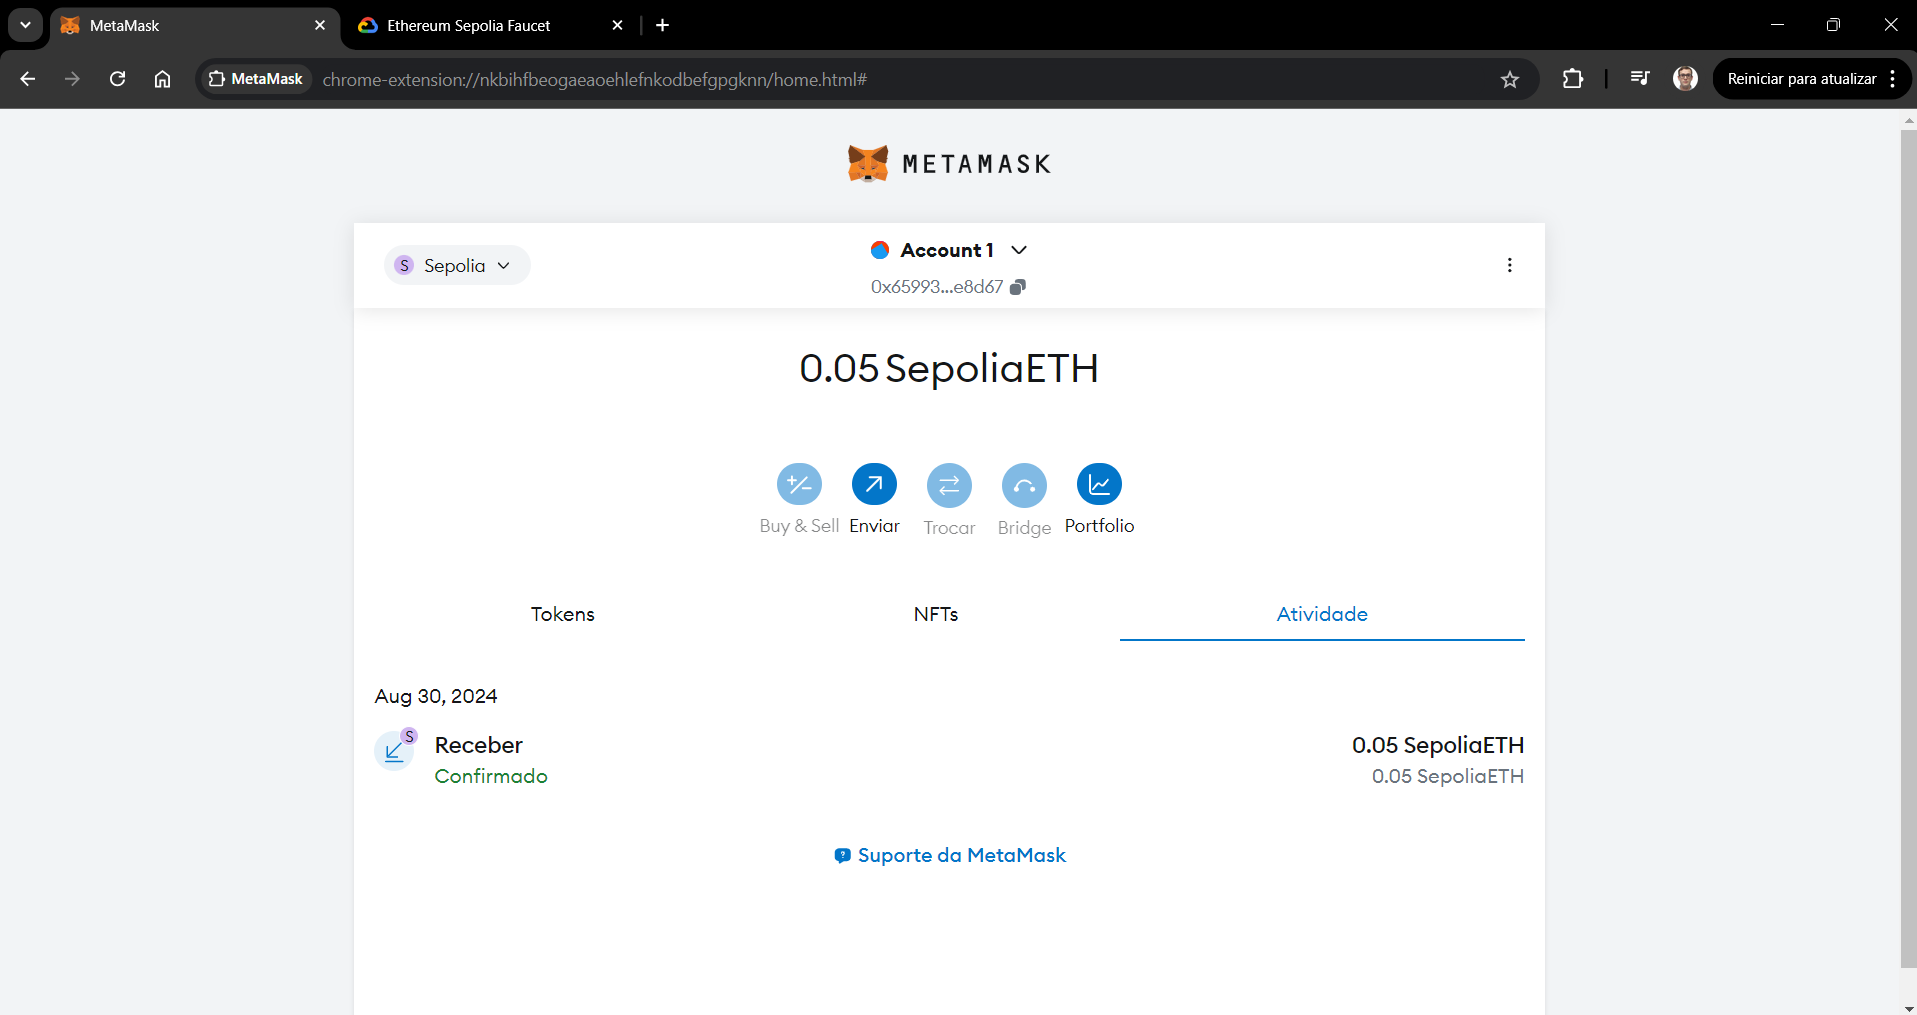 MetaMask
Ethereum Sepolia Faucet
MetaMask
chrome-extension://nkbihfbeogaeaoehlefnkodbefgpgknn/home.html#
Reiniciar para atualizar
METAMASK
S Sepolia
Account 1
0x65993...e8d67
0.05 SepoliaETH
Buy & Sell Enviar Trocar Bridge Portfolio
Tokens NFTs Atividade
Aug 30, 2024
S
Receber 0.05 SepoliaETH
Confirmado 0.05 SepoliaETH
Suporte da MetaMask